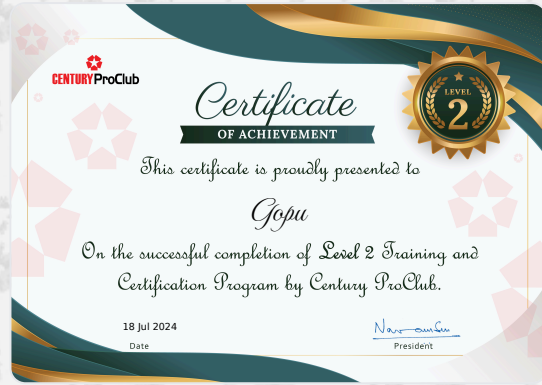 CENTURY ProClub
Certificate
OF ACHIEVEMENT
LEVEL
2
This certificate is proudly presented to
Gopu
On the successful completion of Level 2 Training and
Certification Program by Century ProClub.
18 Jul 2024
Date
President